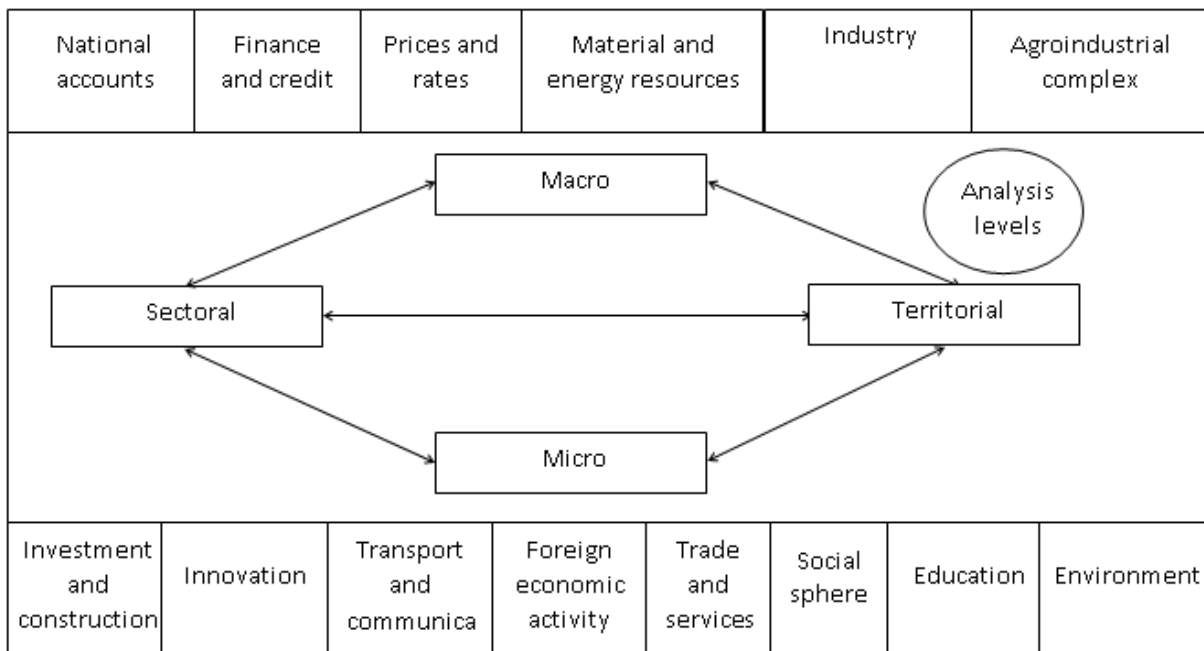 National
accounts
Finance
and credit
Prices and
rates
Material and
energy resources
Industry
Agroindustrial
complex
Macro
Analysis
levels
Sectoral
Territorial
Micro
Investment
and
construction
Innovation
Transport
and
communica
Foreign
economic
activity
Trade
and
services
Social
sphere
Education
Environment